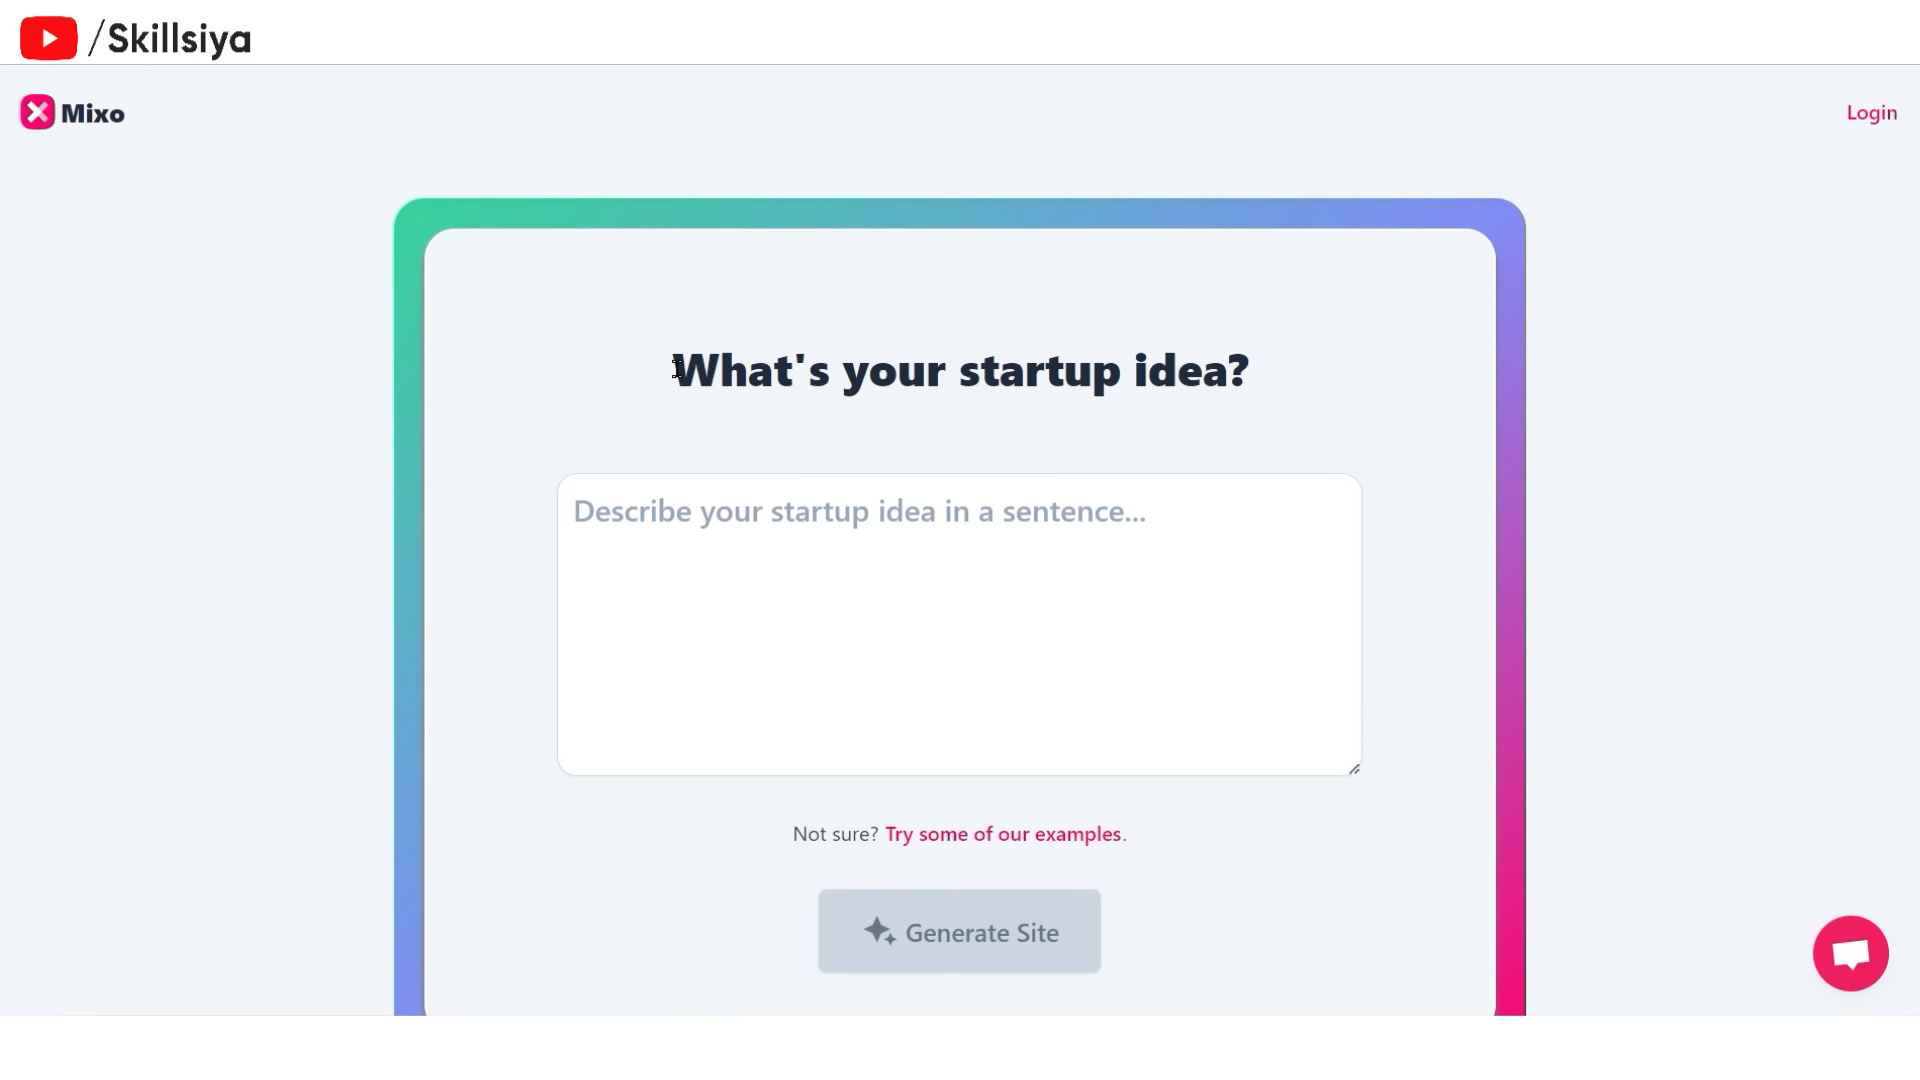 /Skillsiya
Mixo
Login
What's your startup idea?
Describe your startup idea in a sentence...
Not sure? Try some of our examples.
Generate Site